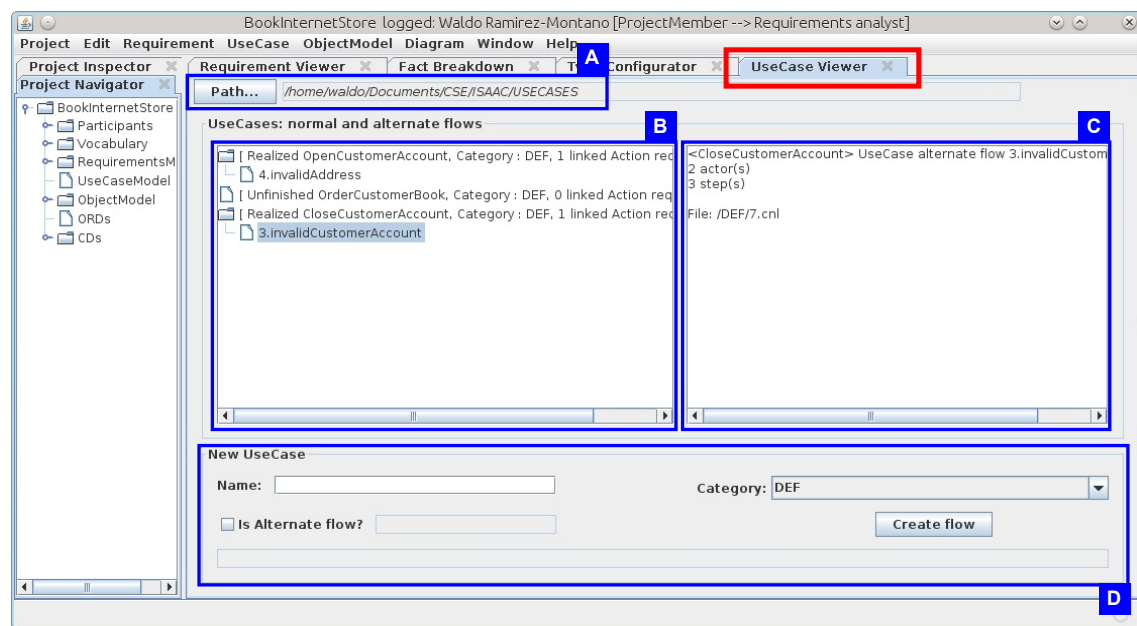 BookInternetStore logged: Waldo Ramirez-Montano [ProjectMember --> Requirements analyst]
Project Edit Requirement UseCase ObjectModel Diagram Window Help
Project Inspector Requirement Viewer Fact Breakdown Configurator UseCase Viewer
A
Project Navigator
Path... /home/waldo/Documents/CSE/ISAAC/USECASES
BookInternetStore
Participants
Vocabulary
RequirementsM
UseCaseModel
ObjectModel
ORDs
CDs
UseCases: normal and alternate flows
B
C
[ Realized OpenCustomerAccount, Category : DEF, 1 linked Action req
4.invalidAddress
[ Unfinished OrderCustomerBook, Category : DEF, 0 linked Action req
[ Realized CloseCustomerAccount, Category : DEF, 1 linked Action req
3.invalidCustomerAccount
<CloseCustomerAccount> UseCase alternate flow 3.invalidCustom
2 actor(s)
3 step(s)
File: /DEF/7.cnl
New UseCase
Name:
Category: DEF
Is Alternate flow?
Create flow
D